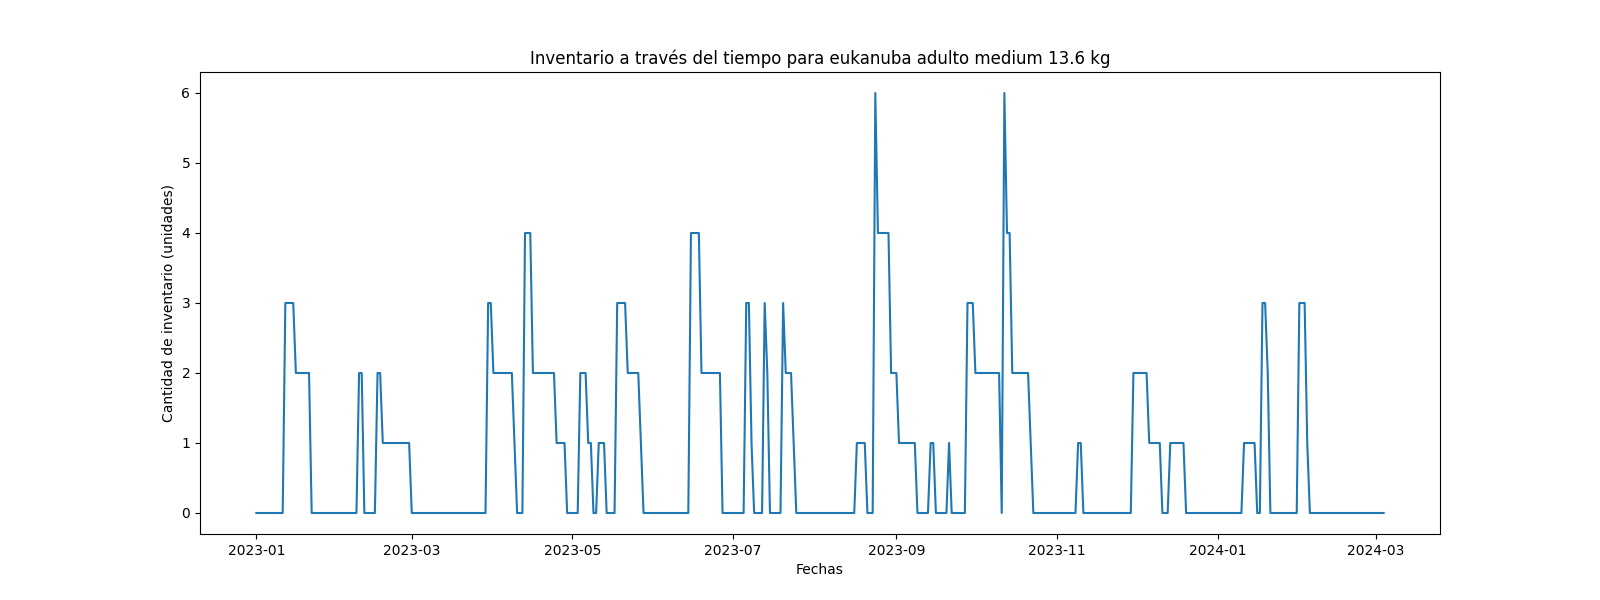 Inventario a través del tiempo para eukanuba adulto medium 13.6 kg
Cantidad de inventario (unidades)
6
5
4
3
2
1
0
2023-01 2023-03 2023-05 2023-07 2023-09 2023-11 2024-01 2024-03
Fechas